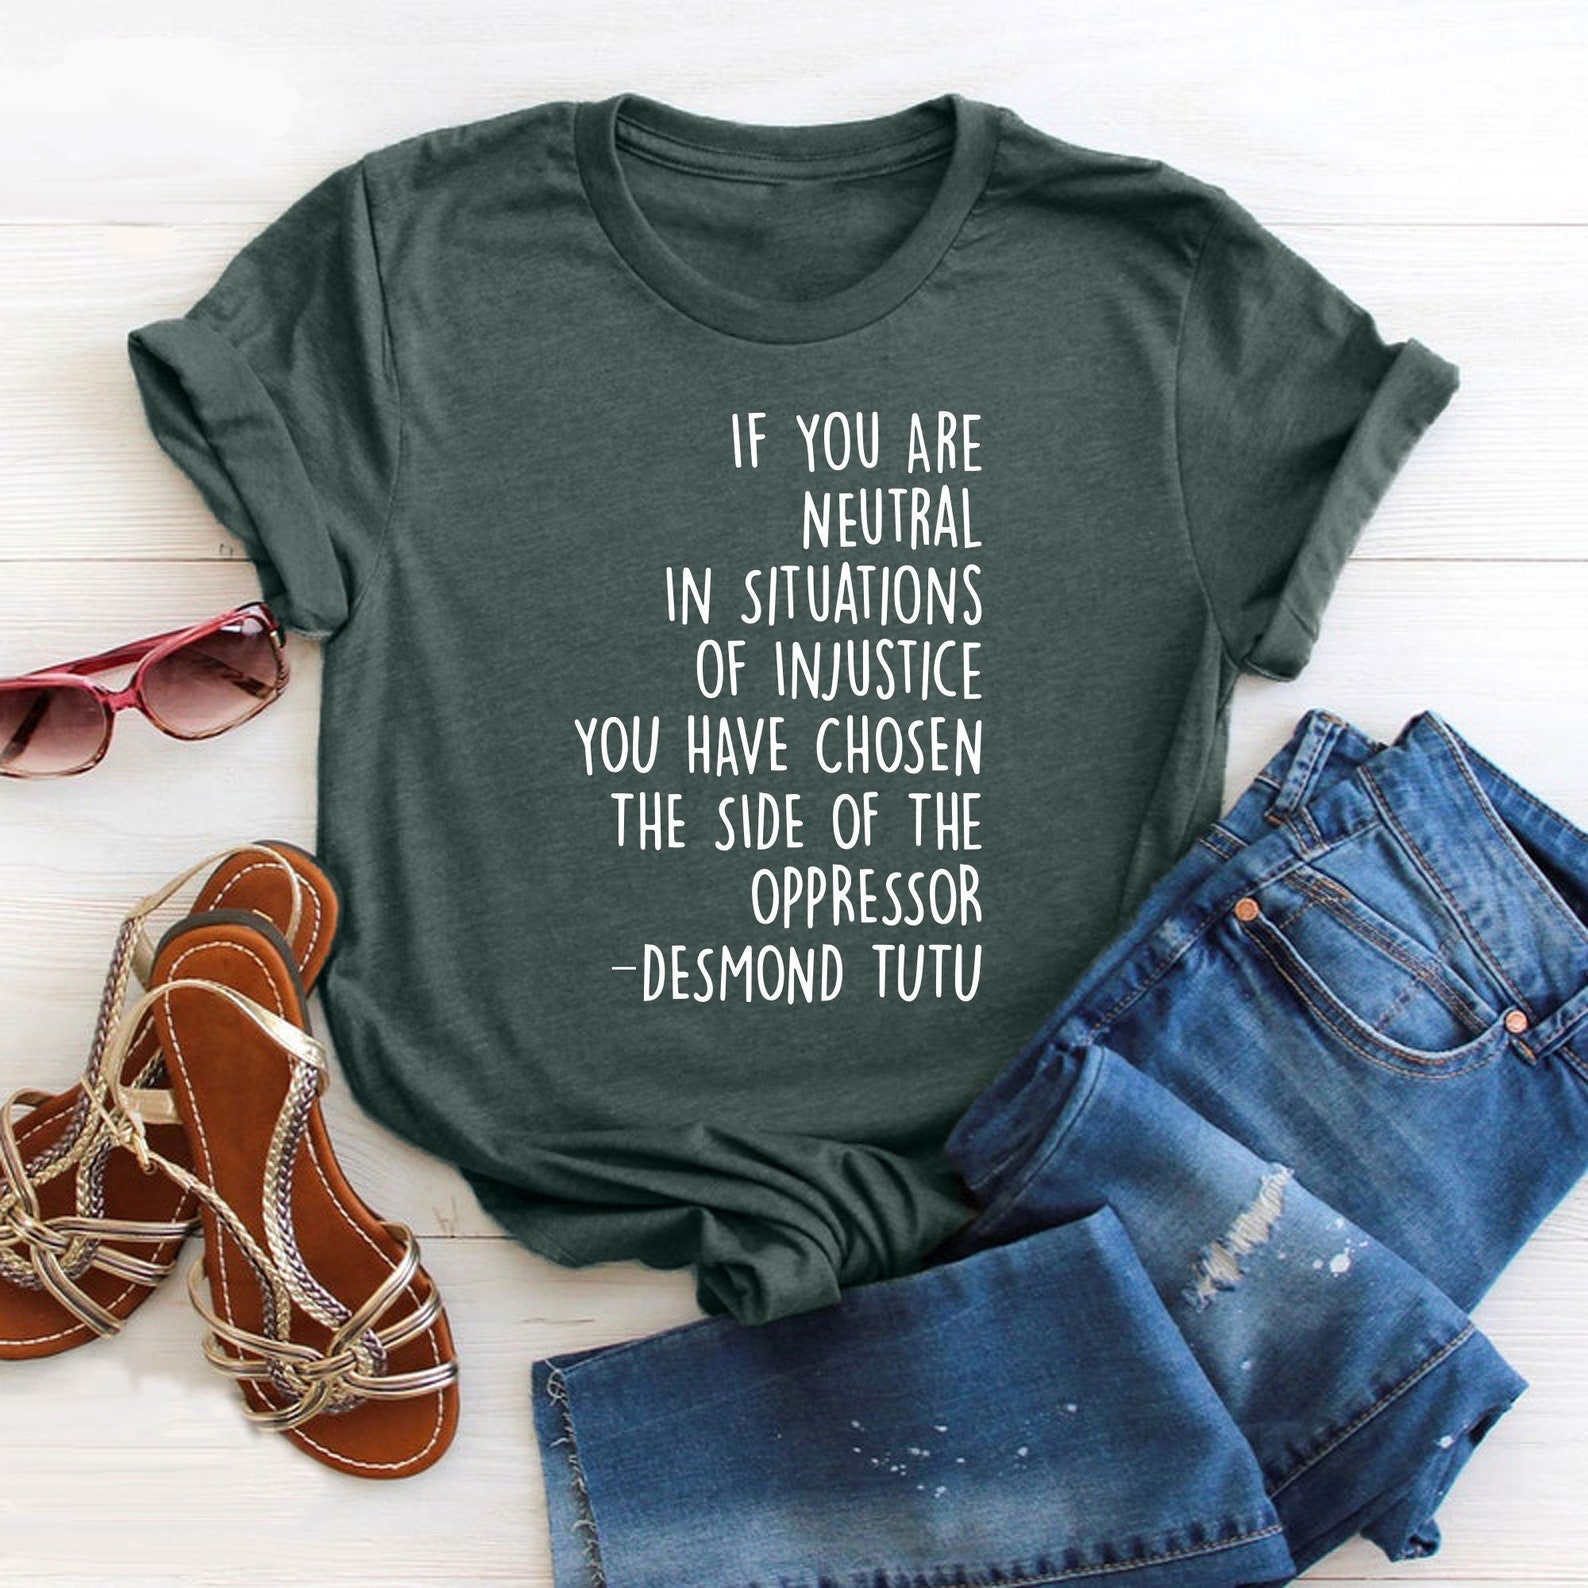 IF YOU ARE
NEUTRAL
IN SITUATIONS
OF INJUSTICE
YOU HAVE CHOSEN
THE SIDE OF THE
OPPRESSOR
–DESMOND TUTU